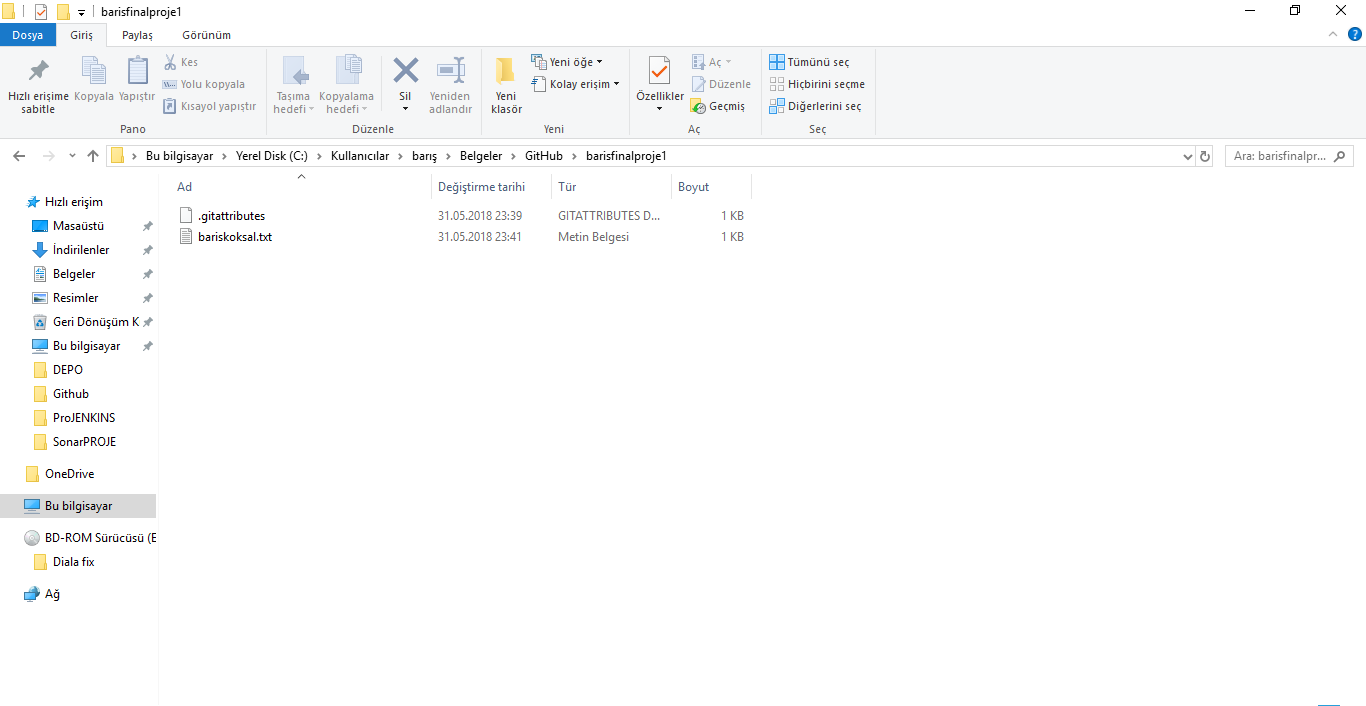 barisfinalproje1
Dosya Giriş Paylaş Görünüm
Hızlı erişime sabitle
Kopyala
Yapıştır
Kes
Yolu kopyala
Kısayol yapıştır
Pano
Taşıma hedefi
Kopyalama hedefi
Sil
Yeniden adlandır
Düzenle
Yeni klasör
Yeni öğe
Kolay erişim
Yeni
Özellikler
Aç
Düzenle
Geçmiş
Aç
Tümünü seç
Hiçbirini seçme
Diğerlerini seç
Seç
Bu bilgisayar > Yerel Disk (C:) > Kullanıcılar > barış > Belgeler > GitHub > barisfinalproje1
Ara: barisfinalpr...
Ad Değiştirme tarihi Tür Boyut
.gitattributes 31.05.2018 23:39 GITATTRIBUTES D... 1 KB
bariskoksal.txt 31.05.2018 23:41 Metin Belgesi 1 KB
Hızlı erişim
Masaüstü
İndirilenler
Belgeler
Resimler
Geri Dönüşüm K
Bu bilgisayar
DEPO
Github
ProJENKINS
SonarPROJE
OneDrive
Bu bilgisayar
BD-ROM Sürücüsü (E
Diala fix
Ağ